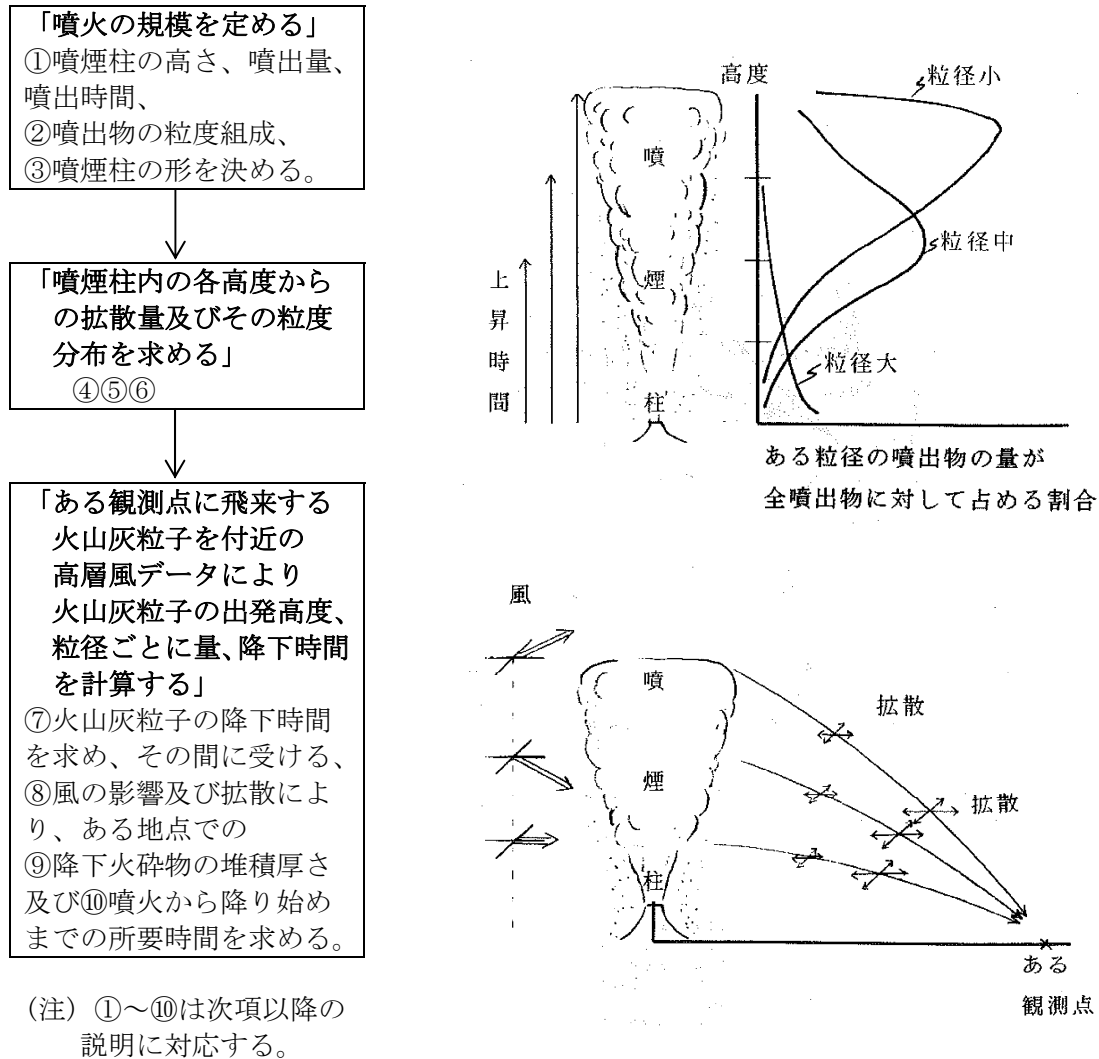 「噴火の規模を定める」
①噴煙柱の高さ、噴出量、
噴出時間、
②噴出物の粒度組成、
③噴煙柱の形を決める。
「噴煙柱内の各高度から
の拡散量及びその粒度
分布を求める」
④⑤⑥
「ある観測点に飛来する
火山灰粒子を付近の
高層風データにより
火山灰粒子の出発高度、
粒径ごとに量、降下時間
を計算する」
⑦火山灰粒子の降下時間
を求め、その間に受ける、
⑧風の影響及び拡散によ
り、ある地点での
⑨降下火砕物の堆積厚さ
及び⑩噴火から降り始め
までの所要時間を求める。
(注) ①~⑩は次項以降の
説明に対応する。
高度
粒径小
粒径中
粒径大
噴
煙
柱
上
昇
時
間
ある粒径の噴出物の量が
全噴出物に対して占める割合
風
噴
煙
柱
拡散
拡散
ある
観測点